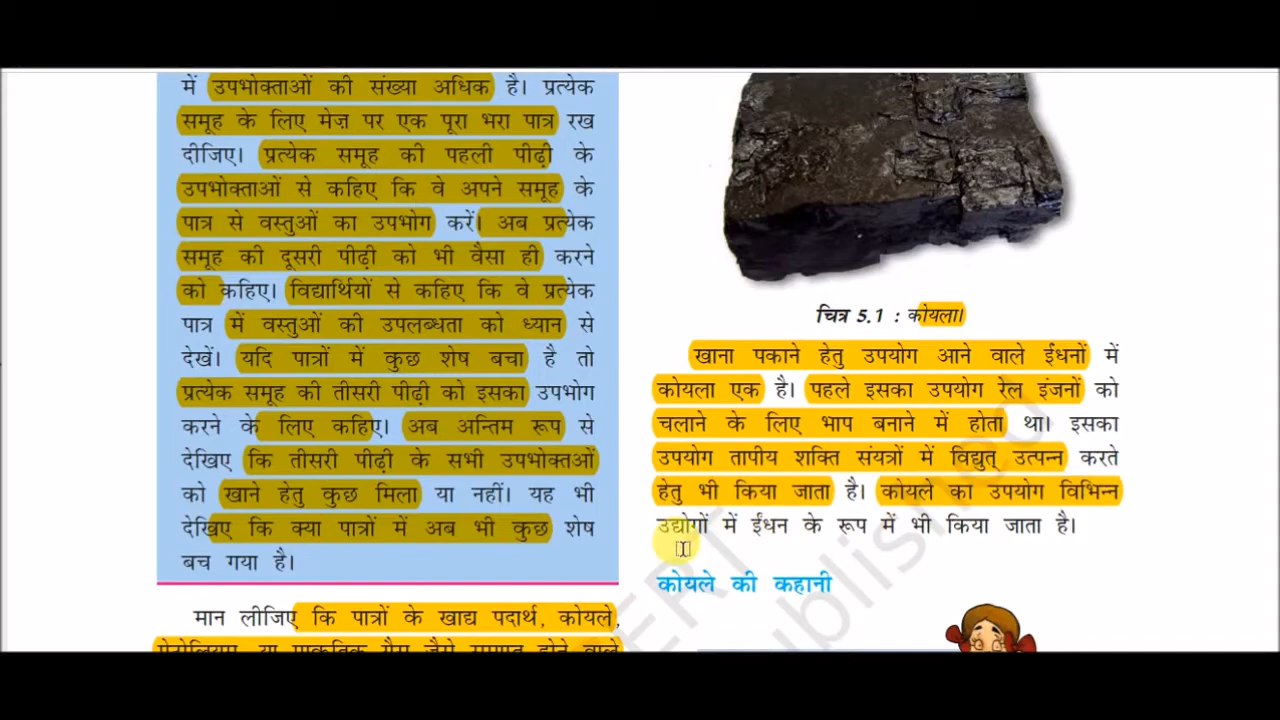 में उपभोक्ताओं की संख्या अधिक है। प्रत्येक
समूह के लिए मेज़ पर एक पूरा भरा पात्र रख
दीजिए। प्रत्येक समूह की पहली पीढ़ी के
उपभोक्ताओं से कहिए कि वे अपने समूह के
पात्र से वस्तुओं का उपभोग करें। अब प्रत्येक
समूह की दूसरी पीढ़ी को भी वैसा ही करने
को कहिए। विद्यार्थियों से कहिए कि वे प्रत्येक
पात्र में वस्तुओं की उपलब्धता को ध्यान से
देखें। यदि पात्रों में कुछ शेष बचा है तो
प्रत्येक समूह की तीसरी पीढ़ी को इसका उपभोग
करने के लिए कहिए। अब अन्तिम रूप से
देखिए कि तीसरी पीढ़ी के सभी उपभोक्तओं
को खाने हेतु कुछ मिला या नहीं। यह भी
देखिए कि क्या पात्रों में अब भी कुछ शेष
बच गया है।
मान लीजिए कि पात्रों के खाद्य पदार्थ, कोयले,
पेट्रोलियम या प्राकृतिक गैस जैसे समाप्त होने वाले
चित्र 5.1 : कोयला।
खाना पकाने हेतु उपयोग आने वाले ईंधनों में
कोयला एक है। पहले इसका उपयोग रेल इंजनों को
चलाने के लिए भाप बनाने में होता था। इसका
उपयोग तापीय शक्ति संयत्रों में विद्युत् उत्पन्न करते
हेतु भी किया जाता है। कोयले का उपयोग विभिन्न
उद्योगों में ईंधन के रूप में भी किया जाता है।
कोयले की कहानी